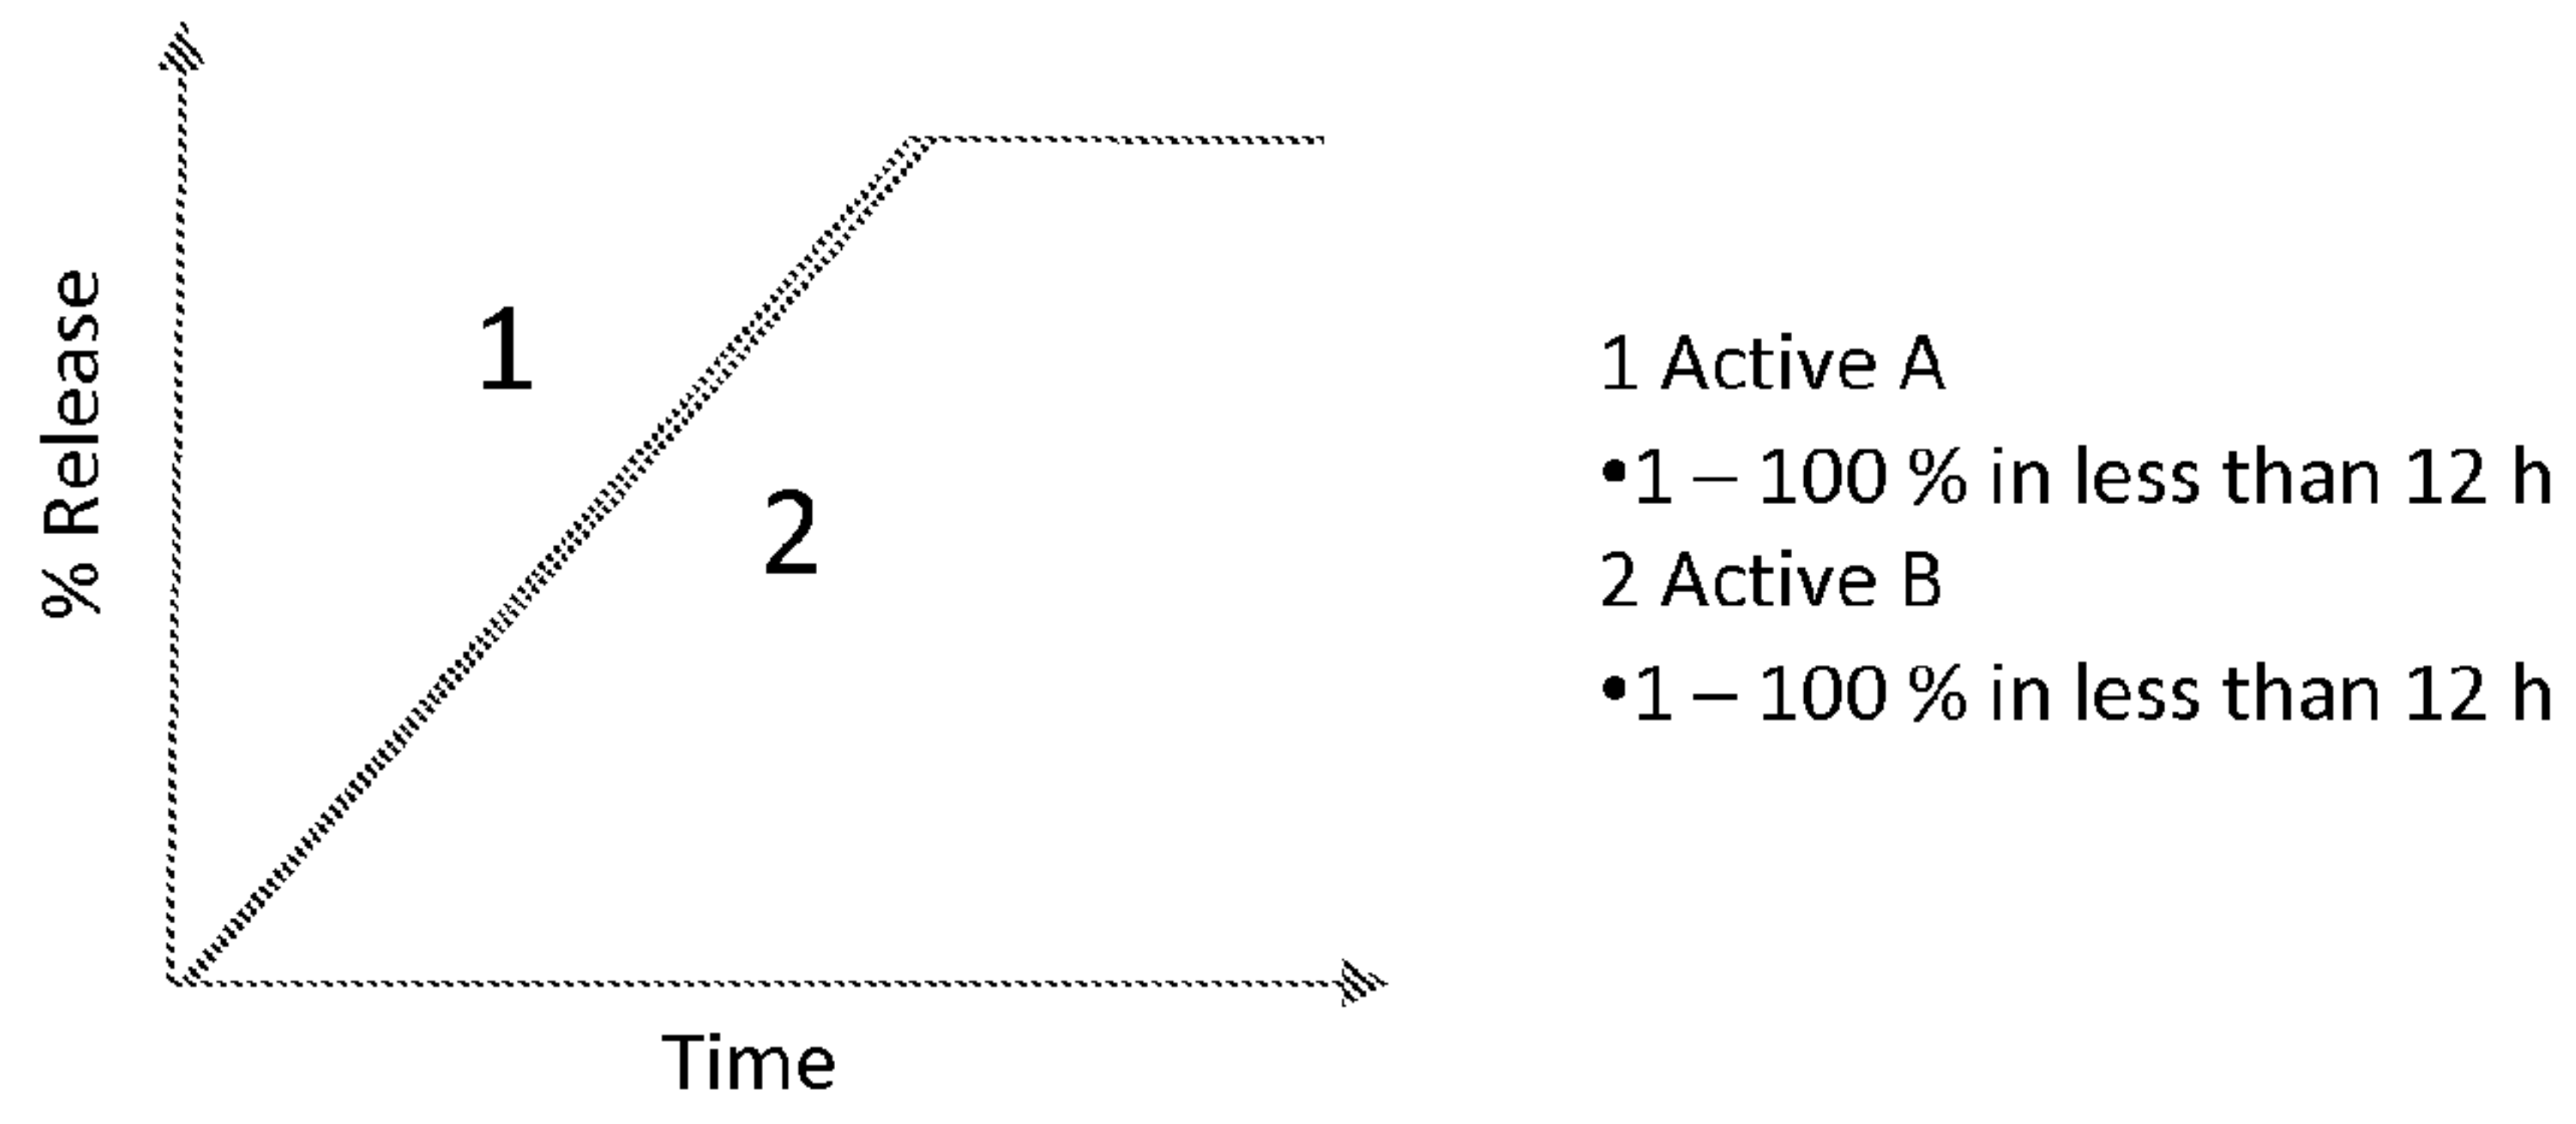 % Release
1
2
Time
1 Active A
•1 – 100 % in less than 12 h
2 Active B
•1 – 100 % in less than 12 h